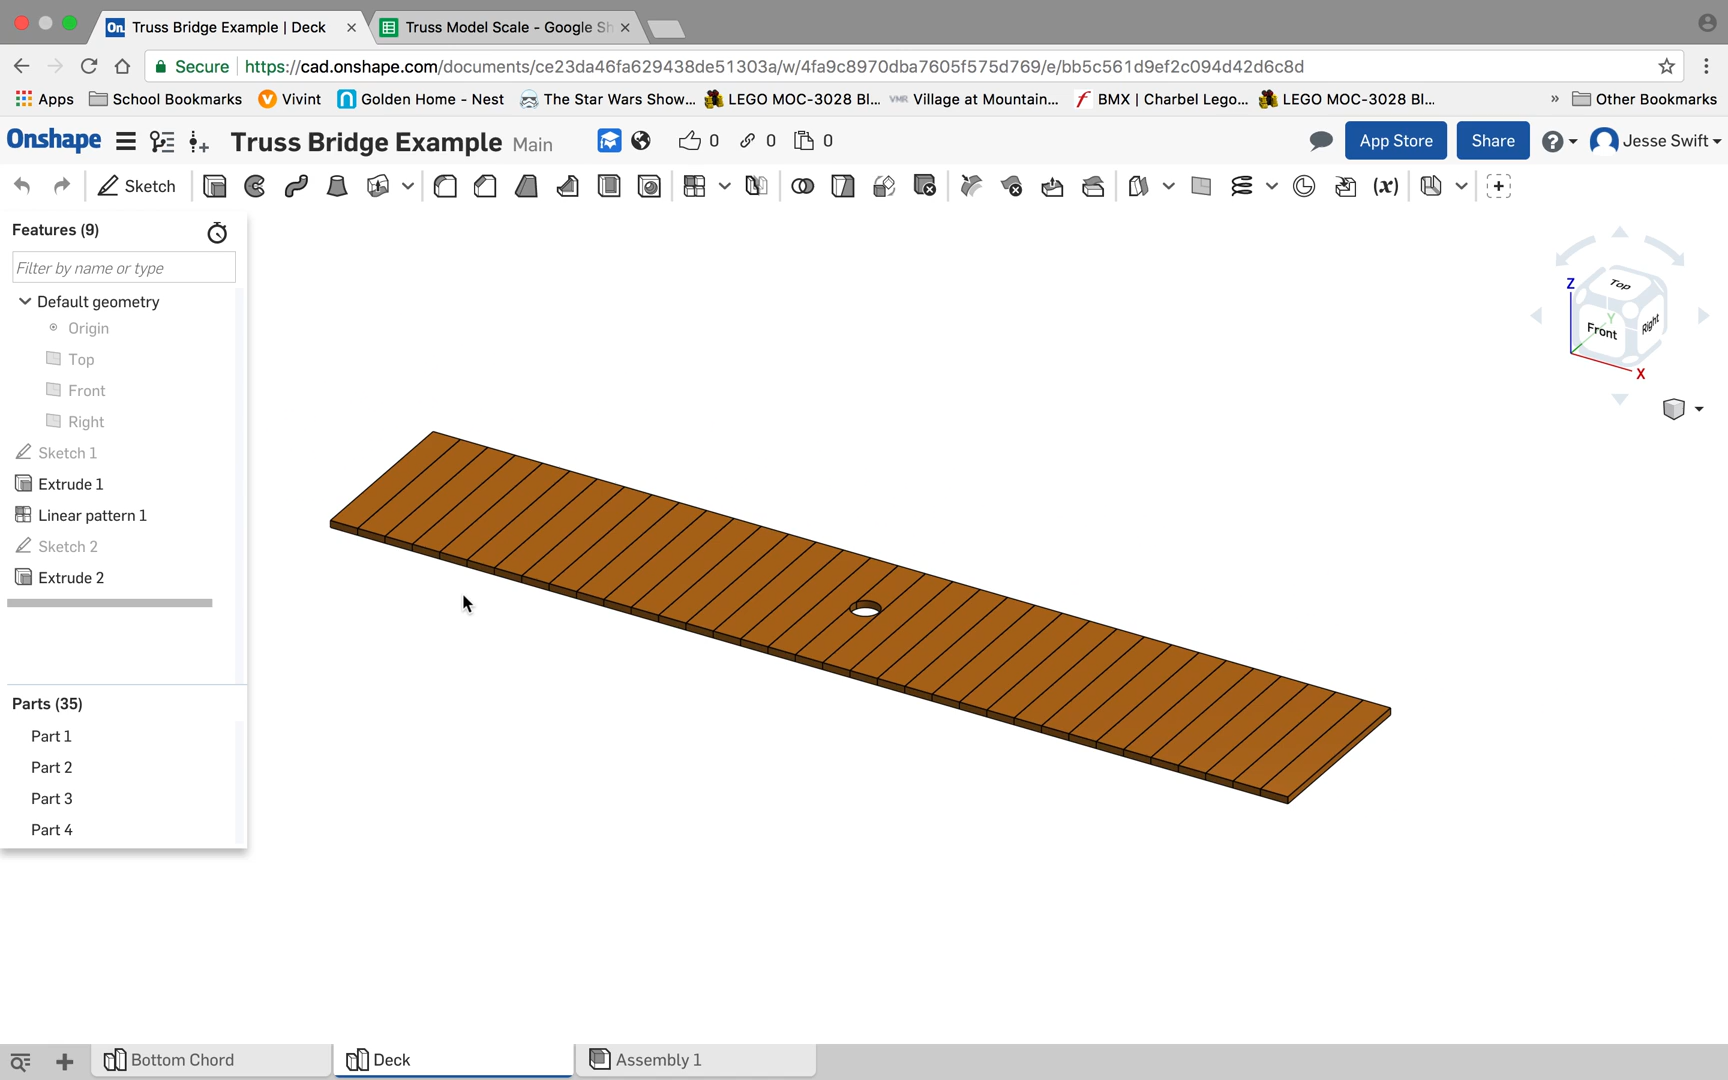 Truss Bridge Example | Deck
Truss Model Scale - Google Sh
Secure https://cad.onshape.com/documents/ce23da46fa629438de51303a/w/4fa9c8970dba7605f575d769/e/bb5c561d9ef2c094d42d6c8d
Apps School Bookmarks Vivint Golden Home - Nest The Star Wars Show... LEGO MOC-3028 Bl... VMR Village at Mountain... f BMX | Charbel Lego... LEGO MOC-3028 Bl... » Other Bookmarks
Onshape Truss Bridge Example Main 0 0 0 App Store Share Jesse Swift
Sketch (x)
Features (9)
Filter by name or type
Default geometry
Origin
Top
Front
Right
Sketch 1
Extrude 1
Linear pattern 1
Sketch 2
Extrude 2
Parts (35)
Part 1
Part 2
Part 3
Part 4
Z
Top
Y
Front
Right
X
Bottom Chord
Deck
Assembly 1